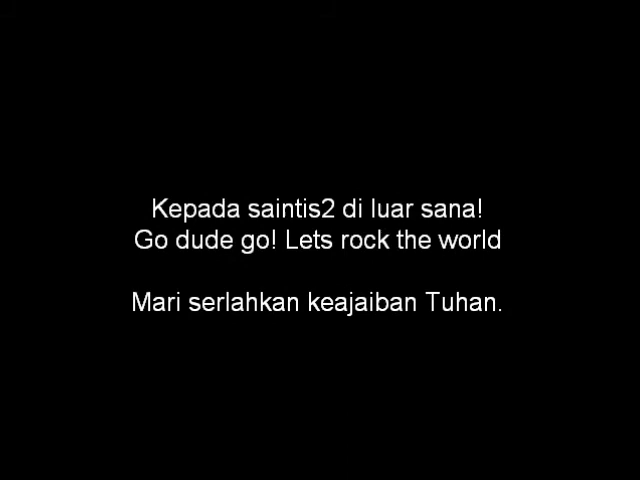 Kepada saintis2 di luar sana!
Go dude go! Lets rock the world
Mari serlahkan keajaiban Tuhan.